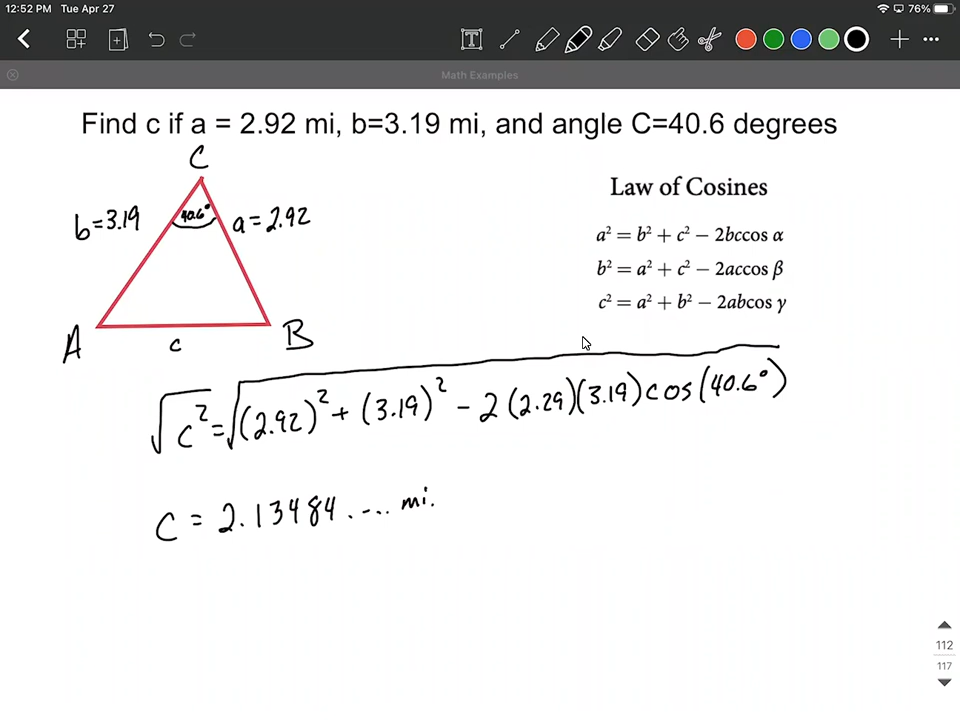 12:52 PM Tue Apr 27
76%
Math Examples
Find c if a = 2.92 mi, b=3.19 mi, and angle C=40.6 degrees
C
40.6°
b=3.19
a=2.92
A
B
c
Law of Cosines
a² = b² + c² − 2bccos α
b² = a² + c² − 2accos β
c² = a² + b² − 2abcos γ
√c² = √(2.92)² + (3.19)² − 2(2.29)(3.19)cos(40.6°)
c = 2.13484.... mi.
112
117